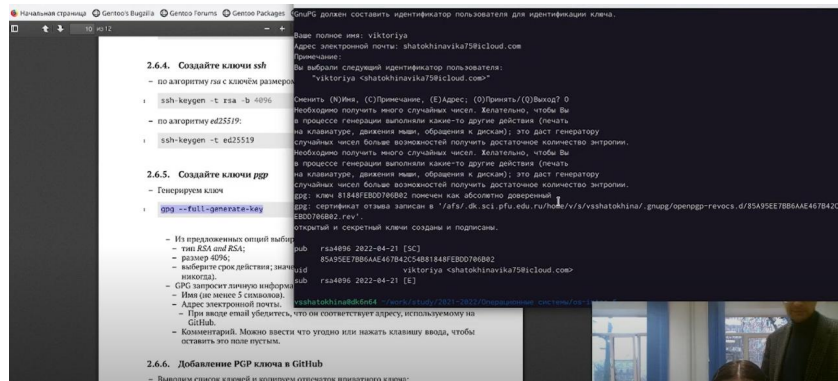 Начальная страница Gentoo's Bugzilla Gentoo Forums Gentoo Packages
10 из 12
2.6.4. Создайте ключи ssh
– по алгоритму rsa с ключём размером
1 ssh-keygen -t rsa -b 4096
– по алгоритму ed25519:
1 ssh-keygen -t ed25519
2.6.5. Создайте ключи pgp
– Генерируем ключ
1 gpg --full-generate-key
– Из предложенных опций выбир
– тип RSA and RSA;
– размер 4096;
– выберите срок действия; значе
никогда).
– GPG запросит личную информа
– Имя (не менее 5 символов).
– Адрес электронной почты.
– При вводе email убедитесь, что он соответствует адресу, используемому на
GitHub.
– Комментарий. Можно ввести что угодно или нажать клавишу ввода, чтобы
оставить это поле пустым.
2.6.6. Добавление PGP ключа в GitHub
– Выводим список ключей и копируем отпечаток приватного ключа:
GnuPG должен составить идентификатор пользователя для идентификации ключа.
Ваше полное имя: viktoriya
Адрес электронной почты: shatokhinavika75@icloud.com
Примечание:
Вы выбрали следующий идентификатор пользователя:
"viktoriya <shatokhinavika75@icloud.com>"
Сменить (N)Имя, (C)Примечание, (E)Адрес; (O)Принять/(Q)Выход? O
Необходимо получить много случайных чисел. Желательно, чтобы Вы
в процессе генерации выполняли какие-то другие действия (печать
на клавиатуре, движения мыши, обращения к дискам); это даст генератору
случайных чисел больше возможностей получить достаточное количество энтропии.
Необходимо получить много случайных чисел. Желательно, чтобы Вы
в процессе генерации выполняли какие-то другие действия (печать
на клавиатуре, движения мыши, обращения к дискам); это даст генератору
случайных чисел больше возможностей получить достаточное количество энтропии.
gpg: ключ 81848FEBDD706B02 помечен как абсолютно доверенный
gpg: сертификат отзыва записан в '/afs/.dk.sci.pfu.edu.ru/home/v/s/vsshatokhina/.gnupg/openpgp-revocs.d/85A95EE7BB6AAE467B42C
EBDD706B02.rev'.
открытый и секретный ключи созданы и подписаны.
pub rsa4096 2022-04-21 [SC]
85A95EE7BB6AAE467B42C54B81848FEBDD706B02
uid viktoriya <shatokhinavika75@icloud.com>
sub rsa4096 2022-04-21 [E]
vsshatokhina@dk6n64 ~/work/study/2021-2022/Операционные системы/os-intro $